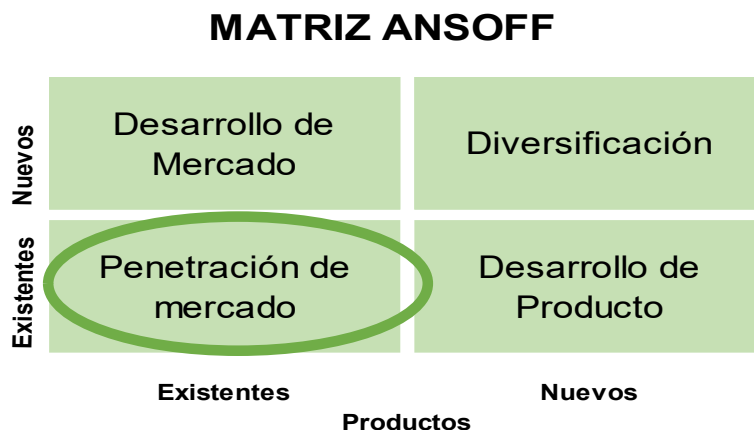 MATRIZ ANSOFF
Nuevos
Desarrollo de
Mercado
Diversificación
Existentes
Penetración de
mercado
Desarrollo de
Producto
Existentes
Nuevos
Productos